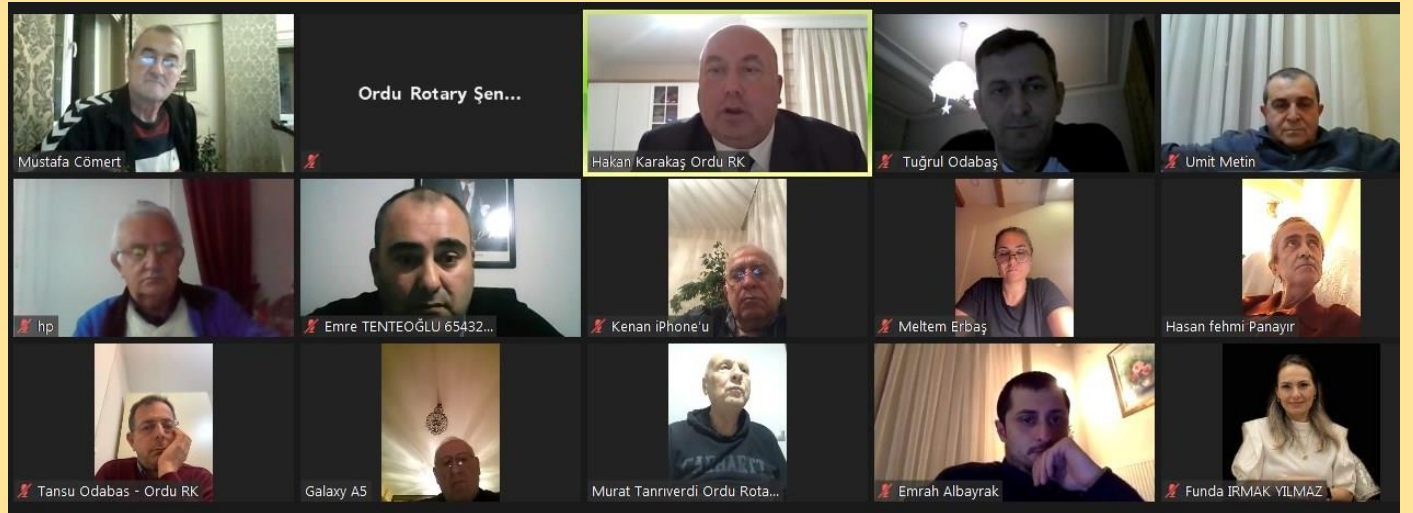 Mustafa Cömert
Ordu Rotary Şen...
Hakan Karakaş Ordu RK
Tuğrul Odabaş
Umit Metin
hp
Emre TENTEOĞLU 65432...
Kenan iPhone'u
Meltem Erbaş
Hasan fehmi Panayır
Tansu Odabas - Ordu RK
Galaxy A5
Murat Tanrıverdi Ordu Rota...
CARHARTT
Emrah Albayrak
Funda IRMAK YILMAZ